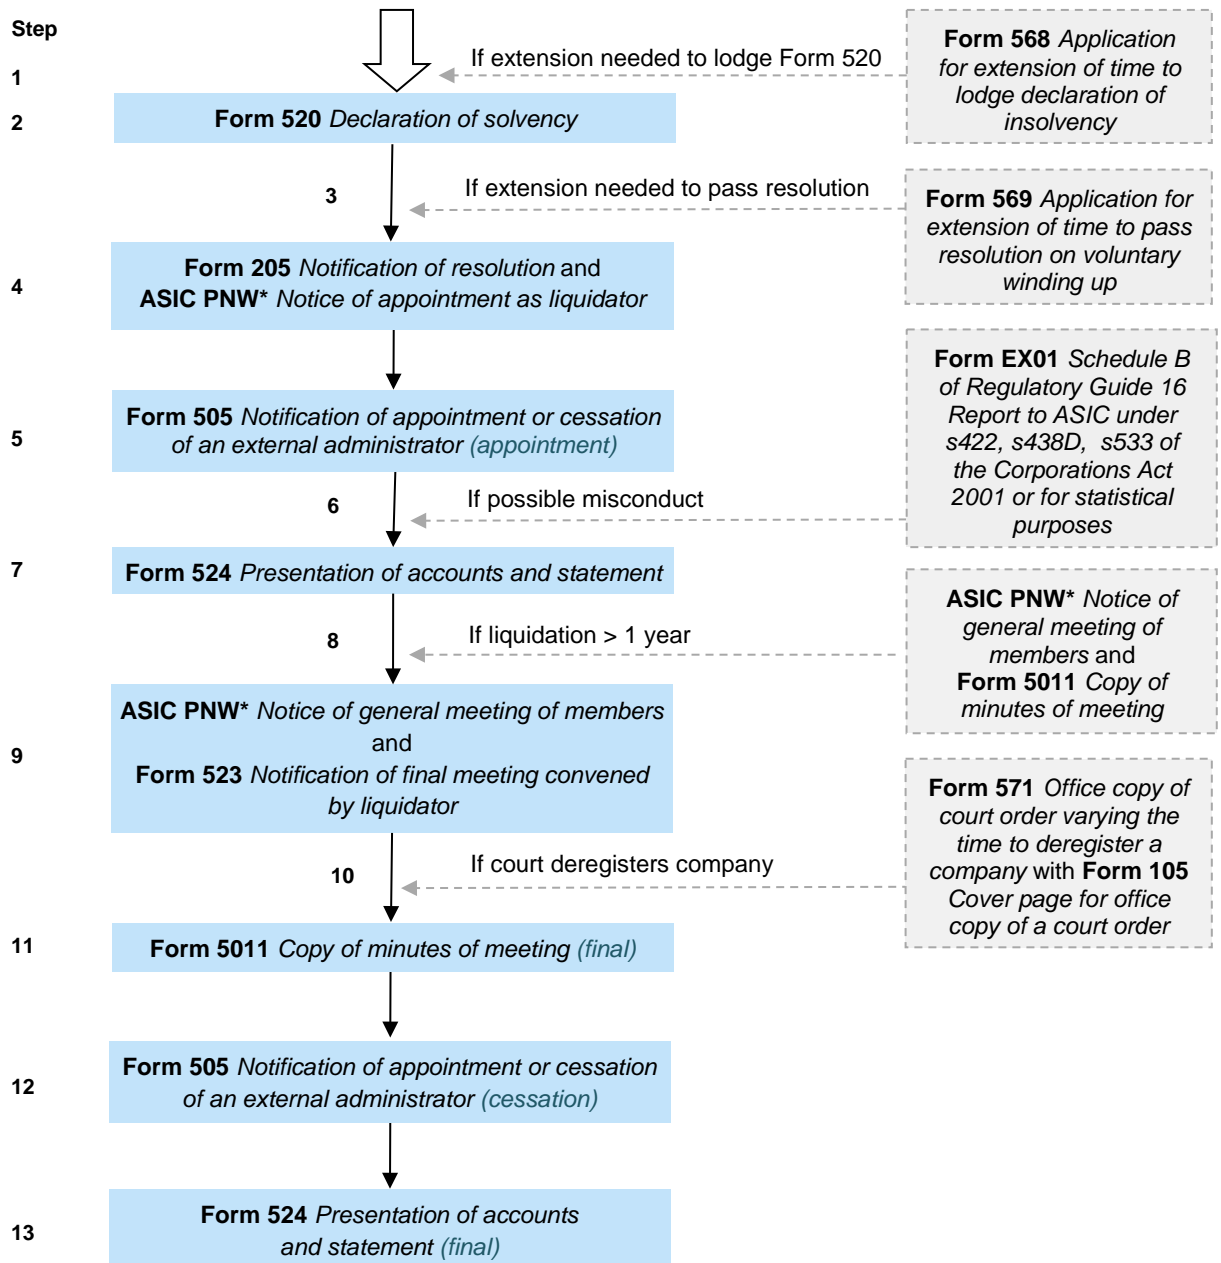 Step
1
If extension needed to lodge Form 520
Form 568 Application
for extension of time to
lodge declaration of
insolvency
2
Form 520 Declaration of solvency
3
If extension needed to pass resolution
Form 569 Application for
extension of time to pass
resolution on voluntary
winding up
4
Form 205 Notification of resolution and
ASIC PNW* Notice of appointment as liquidator
Form EX01 Schedule B
of Regulatory Guide 16
Report to ASIC under
s422, s438D, s533 of
the Corporations Act
2001 or for statistical
purposes
5
Form 505 Notification of appointment or cessation
of an external administrator (appointment)
6
If possible misconduct
7
Form 524 Presentation of accounts and statement
8
If liquidation > 1 year
ASIC PNW* Notice of
general meeting of
members and
Form 5011 Copy of
minutes of meeting
9
ASIC PNW* Notice of general meeting of members
and
Form 523 Notification of final meeting convened
by liquidator
10
If court deregisters company
Form 571 Office copy of
court order varying the
time to deregister a
company with Form 105
Cover page for office
copy of a court order
11
Form 5011 Copy of minutes of meeting (final)
12
Form 505 Notification of appointment or cessation
of an external administrator (cessation)
13
Form 524 Presentation of accounts
and statement (final)